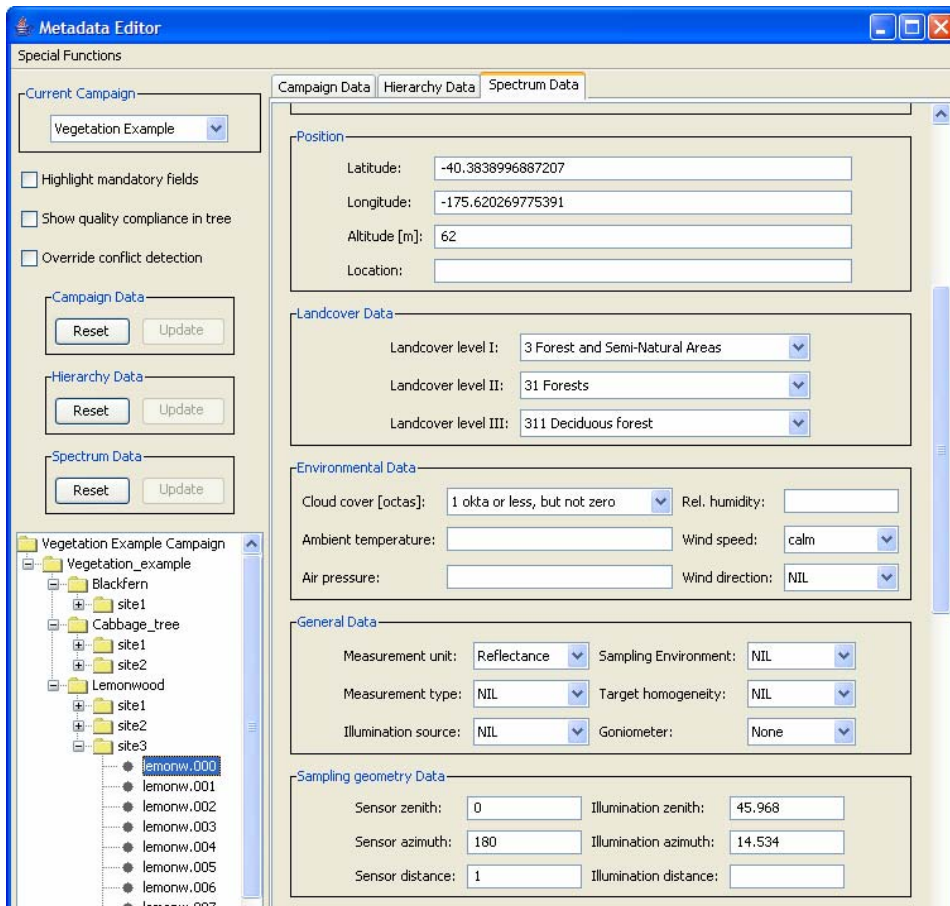 Metadata Editor
Special Functions
Current Campaign
Vegetation Example
Highlight mandatory fields
Show quality compliance in tree
Override conflict detection
Campaign Data
Reset Update
Hierarchy Data
Reset Update
Spectrum Data
Reset Update
Vegetation Example Campaign
Vegetation_example
Blackfern
site1
Cabbage_tree
site1
site2
Lemonwood
site1
site2
site3
lemonw.000
lemonw.001
lemonw.002
lemonw.003
lemonw.004
lemonw.005
lemonw.006
Campaign Data Hierarchy Data Spectrum Data
Position
Latitude: -40.3838996887207
Longitude: -175.620269775391
Altitude [m]: 62
Location:
Landcover Data
Landcover level I: 3 Forest and Semi-Natural Areas
Landcover level II: 31 Forests
Landcover level III: 311 Deciduous forest
Environmental Data
Cloud cover [octas]: 1 okta or less, but not zero Rel. humidity:
Ambient temperature: Wind speed: calm
Air pressure: Wind direction: NIL
General Data
Measurement unit: Reflectance Sampling Environment: NIL
Measurement type: NIL Target homogeneity: NIL
Illumination source: NIL Goniometer: None
Sampling geometry Data
Sensor zenith: 0 Illumination zenith: 45.968
Sensor azimuth: 180 Illumination azimuth: 14.534
Sensor distance: 1 Illumination distance: